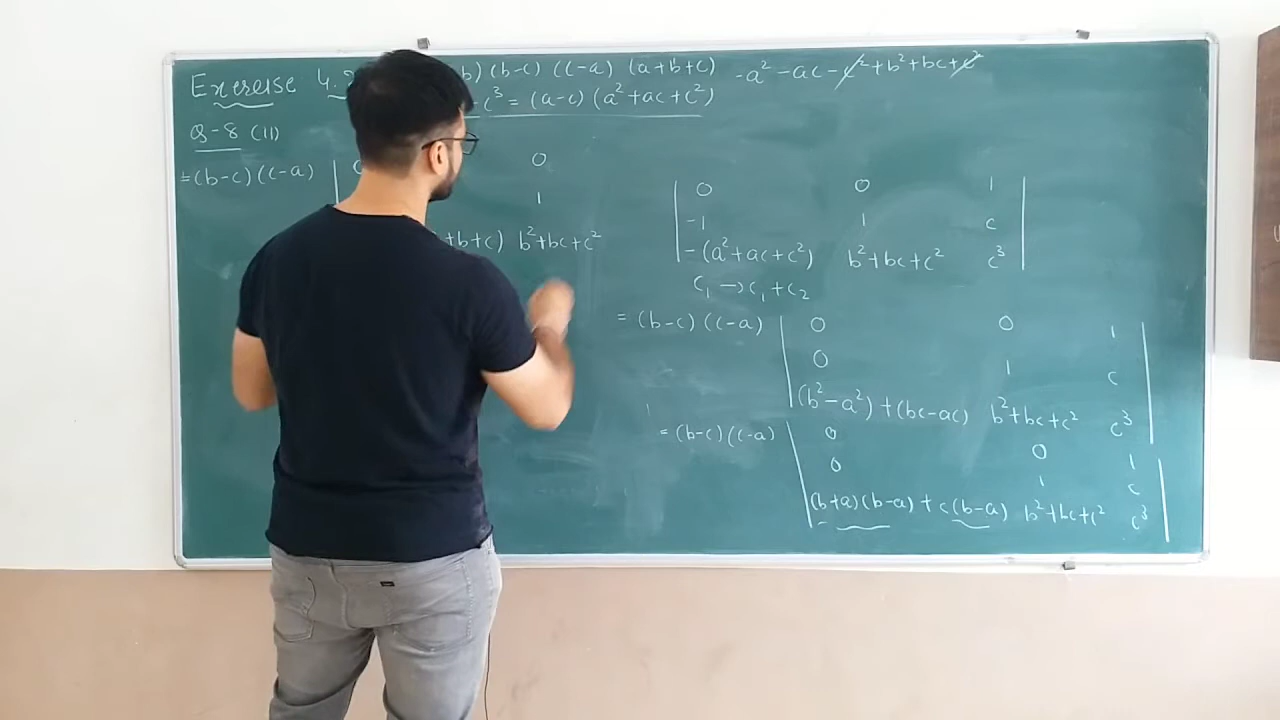 Exercise 4.
b) (b-c) (c-a) (a+b+c)
c³ = (a-c) (a²+ac+c²)
-a²-ac-c²+b²+bc+c²
Q-8 (11)
=(b-c)(c-a) | 0
1
+b+c) b²+bc+c²
| 0 0 1 |
-1 1 c
-(a²+ac+c²) b²+bc+c² c³
C₁ → C₁ + C₂
= (b-c) (c-a) | 0 0 1 |
0 1 c
(b²-a²)+(bc-ac) b²+bc+c² c³
= (b-c)(c-a) | 0 0 1 |
0 1 c
(b+a)(b-a) + c(b-a) b²+bc+c² c³